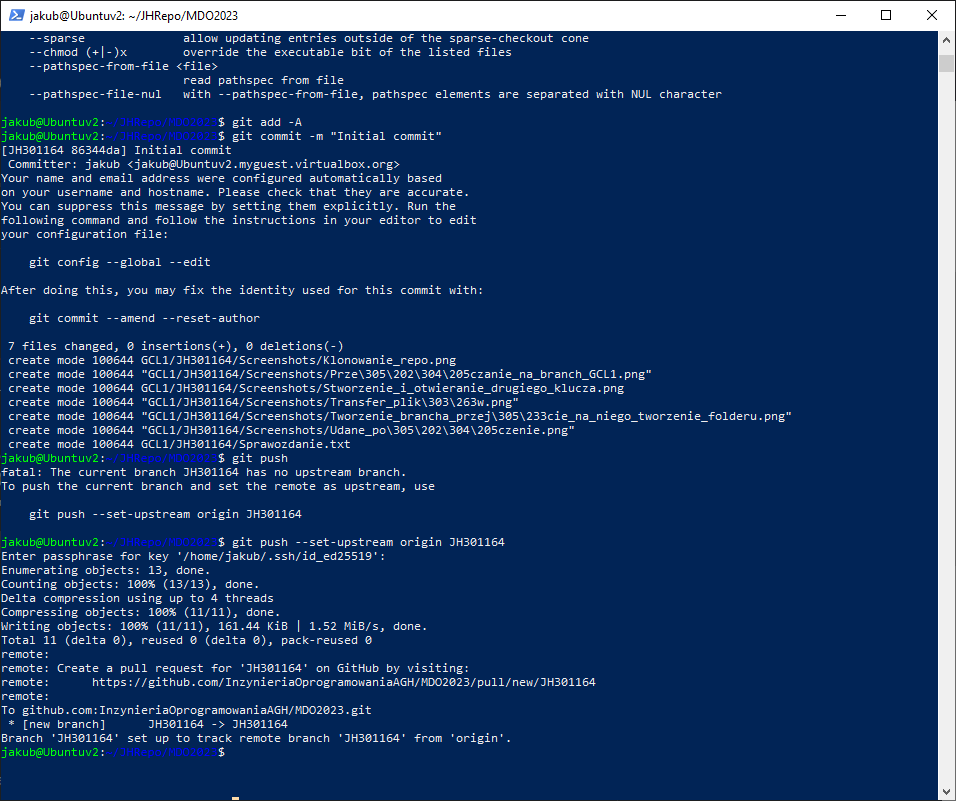 jakub@Ubuntuv2: ~/JHRepo/MDO2023
    --sparse              allow updating entries outside of the sparse-checkout cone
    --chmod (+|-)x        override the executable bit of the listed files
    --pathspec-from-file <file>
                          read pathspec from file
    --pathspec-file-nul   with --pathspec-from-file, pathspec elements are separated with NUL character
jakub@Ubuntuv2:~/JHRepo/MDO2023$ git add -A
jakub@Ubuntuv2:~/JHRepo/MDO2023$ git commit -m "Initial commit"
[JH301164 86344da] Initial commit
 Committer: jakub <jakub@Ubuntuv2.myguest.virtualbox.org>
Your name and email address were configured automatically based
on your username and hostname. Please check that they are accurate.
You can suppress this message by setting them explicitly. Run the
following command and follow the instructions in your editor to edit
your configuration file:
    git config --global --edit
After doing this, you may fix the identity used for this commit with:
    git commit --amend --reset-author
 7 files changed, 0 insertions(+), 0 deletions(-)
 create mode 100644 GCL1/JH301164/Screenshots/Klonowanie_repo.png
 create mode 100644 "GCL1/JH301164/Screenshots/Prze\305\202\304\205czanie_na_branch_GCL1.png"
 create mode 100644 GCL1/JH301164/Screenshots/Stworzenie_i_otwieranie_drugiego_klucza.png
 create mode 100644 "GCL1/JH301164/Screenshots/Transfer_plik\303\263w.png"
 create mode 100644 "GCL1/JH301164/Screenshots/Tworzenie_brancha_przej\305\233cie_na_niego_tworzenie_folderu.png"
 create mode 100644 "GCL1/JH301164/Screenshots/Udane_po\305\202\304\205czenie.png"
 create mode 100644 GCL1/JH301164/Sprawozdanie.txt
jakub@Ubuntuv2:~/JHRepo/MDO2023$ git push
fatal: The current branch JH301164 has no upstream branch.
To push the current branch and set the remote as upstream, use
    git push --set-upstream origin JH301164
jakub@Ubuntuv2:~/JHRepo/MDO2023$ git push --set-upstream origin JH301164
Enter passphrase for key '/home/jakub/.ssh/id_ed25519':
Enumerating objects: 13, done.
Counting objects: 100% (13/13), done.
Delta compression using up to 4 threads
Compressing objects: 100% (11/11), done.
Writing objects: 100% (11/11), 161.44 KiB | 1.52 MiB/s, done.
Total 11 (delta 0), reused 0 (delta 0), pack-reused 0
remote:
remote: Create a pull request for 'JH301164' on GitHub by visiting:
remote:      https://github.com/InzynieriaOprogramowaniaAGH/MDO2023/pull/new/JH301164
remote:
To github.com:InzynieriaOprogramowaniaAGH/MDO2023.git
 * [new branch]      JH301164 -> JH301164
Branch 'JH301164' set up to track remote branch 'JH301164' from 'origin'.
jakub@Ubuntuv2:~/JHRepo/MDO2023$